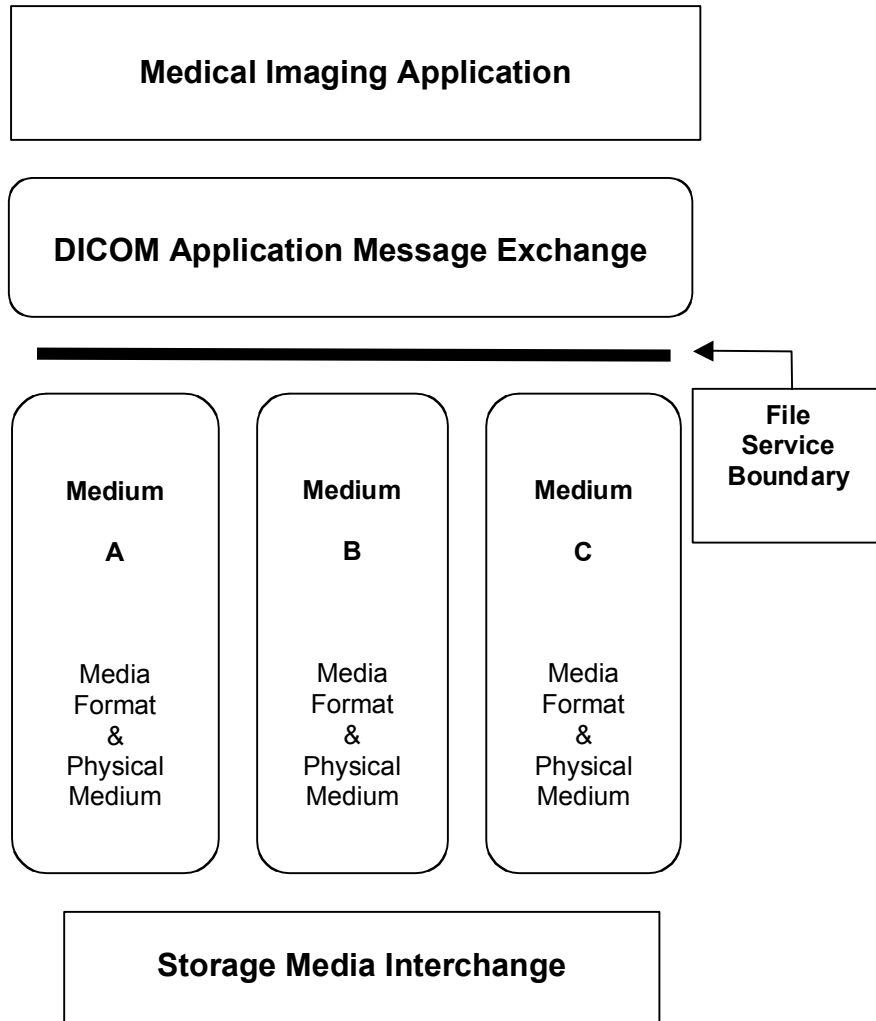 Medical Imaging Application
DICOM Application Message Exchange
File
Service
Boundary
Medium
A
Media
Format
&
Physical
Medium
Medium
B
Media
Format
&
Physical
Medium
Medium
C
Media
Format
&
Physical
Medium
Storage Media Interchange